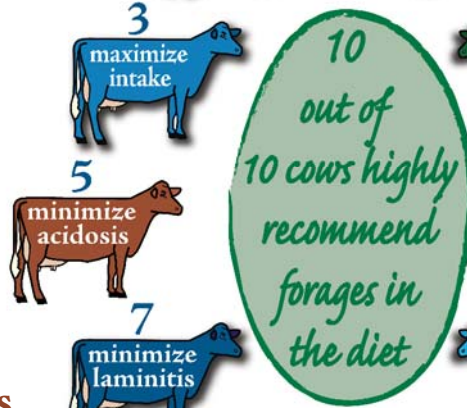 3
maximize
intake
5
minimize
acidosis
7
minimize
laminitis
10
out of
10 cows highly
recommend
forages in
the diet